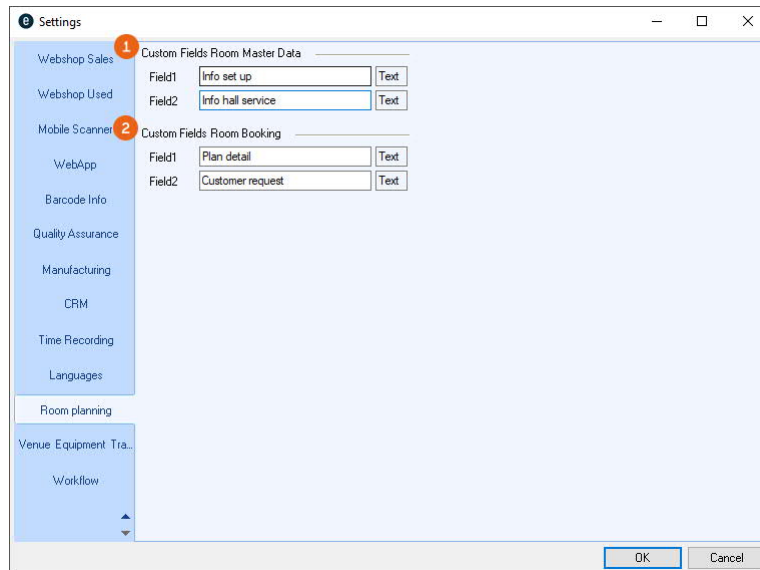 e Settings
Webshop Sales
Webshop Used
Mobile Scanner
WebApp
Barcode Info
Quality Assurance
Manufacturing
CRM
Time Recording
Languages
Room planning
Venue Equipment Tra...
Workflow
1 Custom Fields Room Master Data
Field1 Info set up Text
Field2 Info hall service Text
2 Custom Fields Room Booking
Field1 Plan detail Text
Field2 Customer request Text
OK Cancel